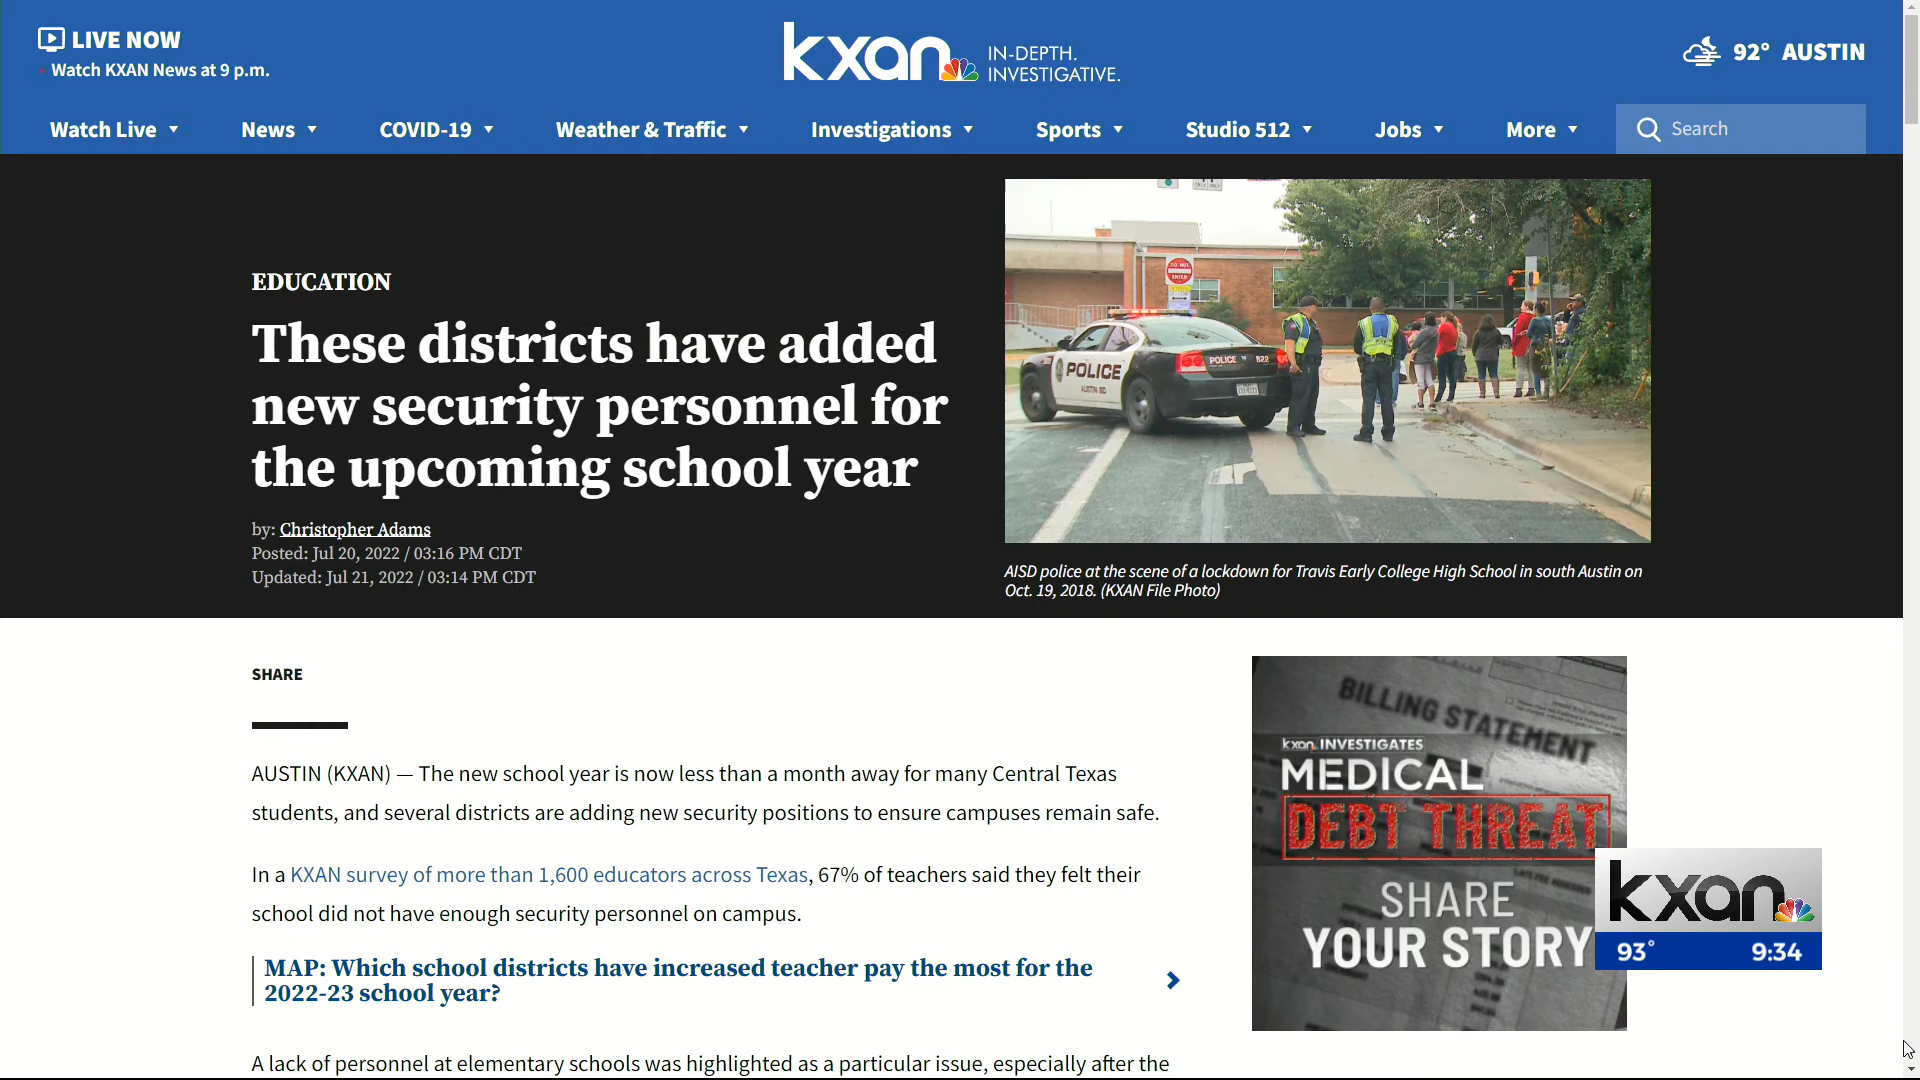 LIVE NOW
Watch KXAN News at 9 p.m.
kxan IN-DEPTH.
INVESTIGATIVE.
92° AUSTIN
Watch Live News COVID-19 Weather & Traffic Investigations Sports Studio 512 Jobs More Search
EDUCATION
These districts have added
new security personnel for
the upcoming school year
by: Christopher Adams
Posted: Jul 20, 2022 / 03:16 PM CDT
Updated: Jul 21, 2022 / 03:14 PM CDT
DO NOT
ENTER
POLICE 822
POLICE
AUSTIN ISD
AISD police at the scene of a lockdown for Travis Early College High School in south Austin on
Oct. 19, 2018. (KXAN File Photo)
SHARE
AUSTIN (KXAN) — The new school year is now less than a month away for many Central Texas
students, and several districts are adding new security positions to ensure campuses remain safe.
In a KXAN survey of more than 1,600 educators across Texas, 67% of teachers said they felt their
school did not have enough security personnel on campus.
MAP: Which school districts have increased teacher pay the most for the
2022-23 school year?
A lack of personnel at elementary schools was highlighted as a particular issue, especially after the
BILLING STATEMENT
kxan INVESTIGATES
MEDICAL
DEBT THREAT
SHARE
YOUR STORY
kxan
93° 9:34